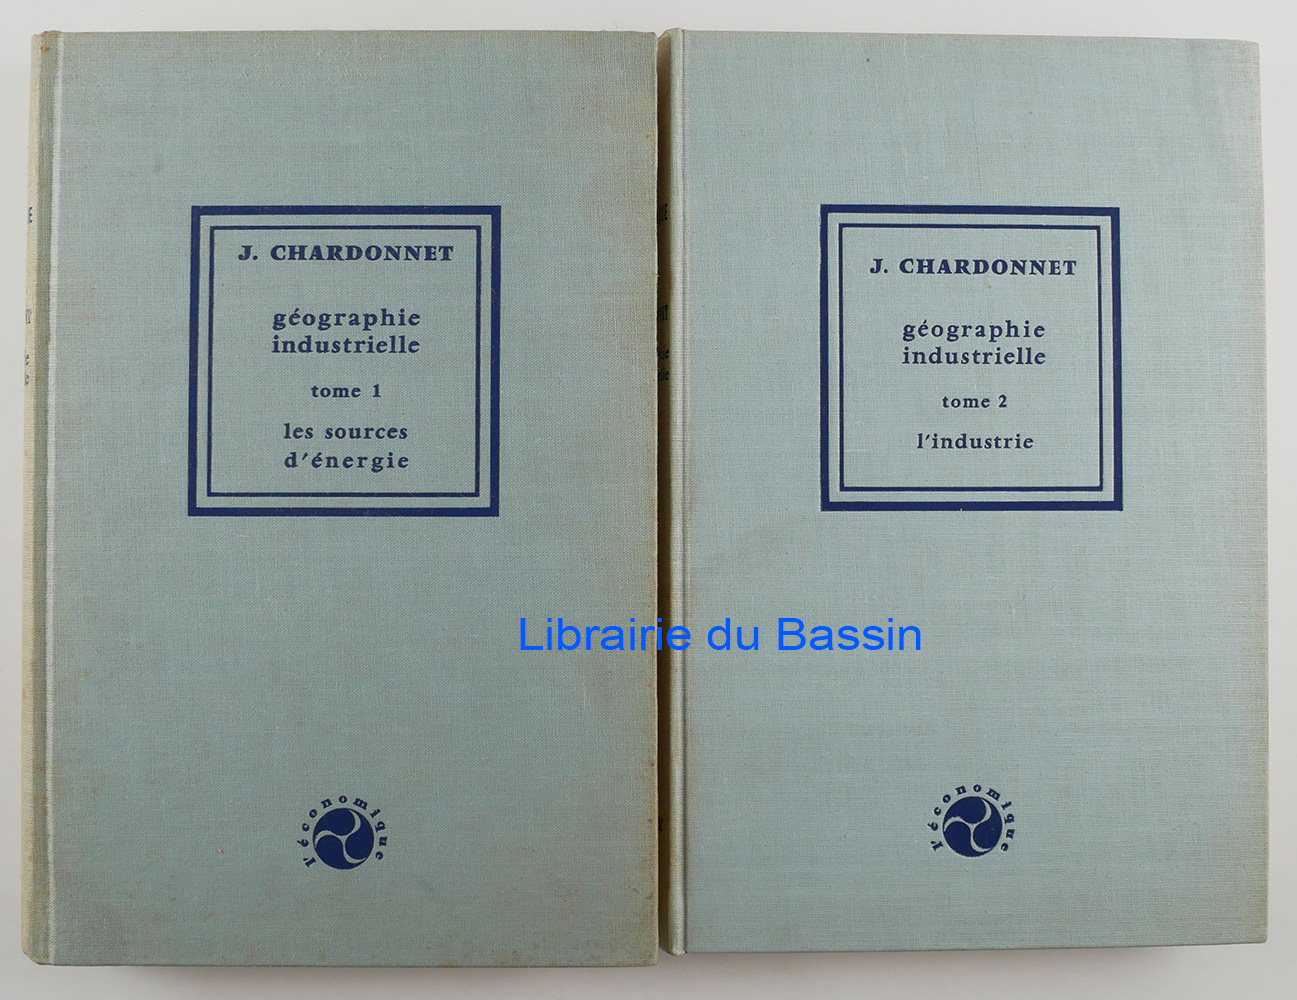 J. CHARDONNET
géographie
industrielle
tome 1
les sources
d'énergie
l'économique
J. CHARDONNET
géographie
industrielle
tome 2
l'industrie
l'économique
Librairie du Bassin